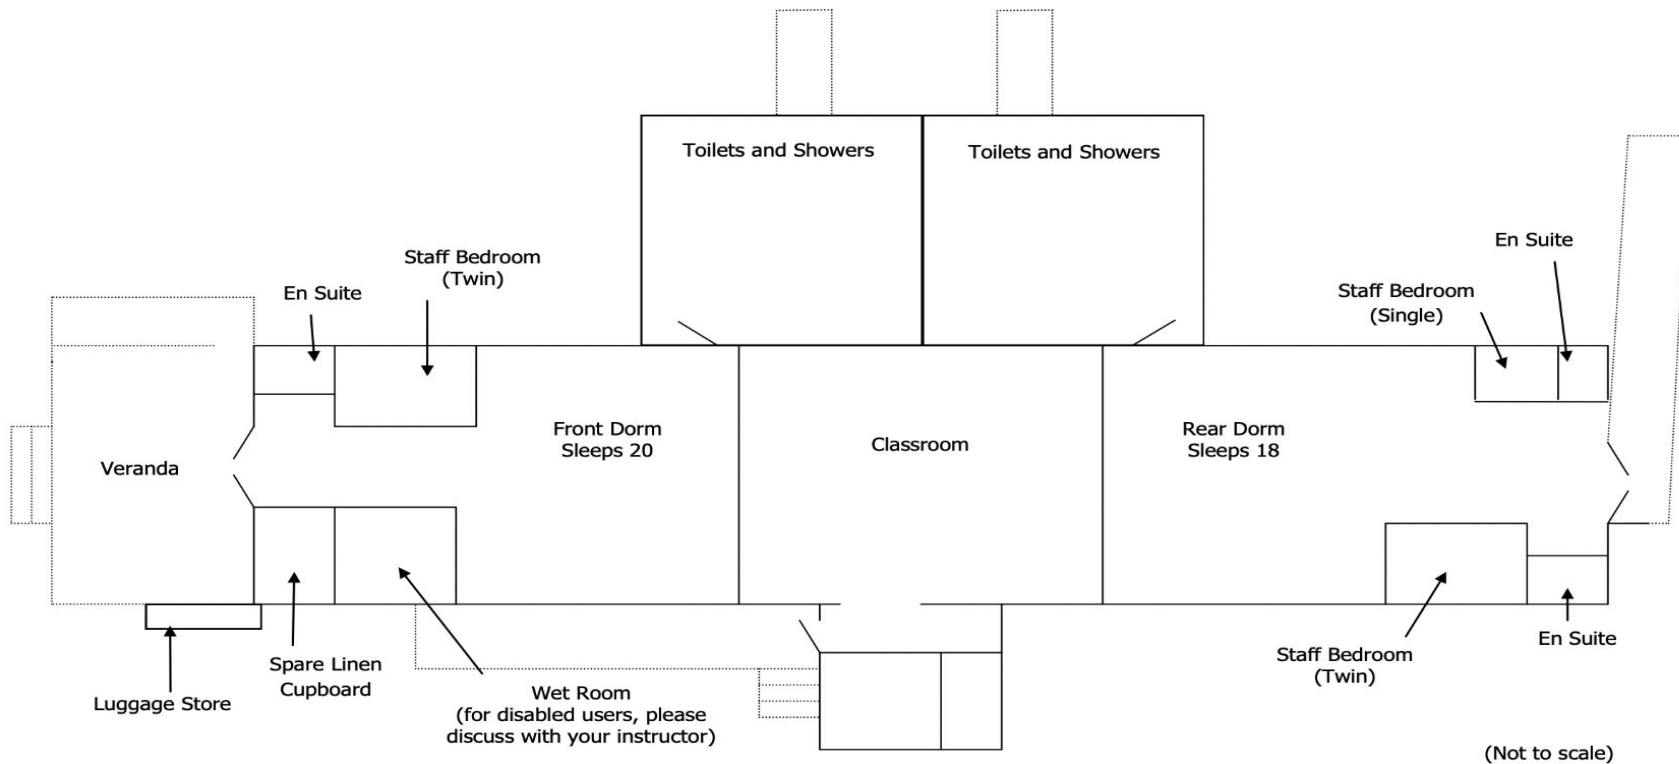 Toilets and Showers
Toilets and Showers
En Suite
Staff Bedroom
(Twin)
En Suite
Staff Bedroom
(Single)
Veranda
Front Dorm
Sleeps 20
Classroom
Rear Dorm
Sleeps 18
Luggage Store
Spare Linen
Cupboard
Wet Room
(for disabled users, please
discuss with your instructor)
Staff Bedroom
(Twin)
En Suite
(Not to scale)